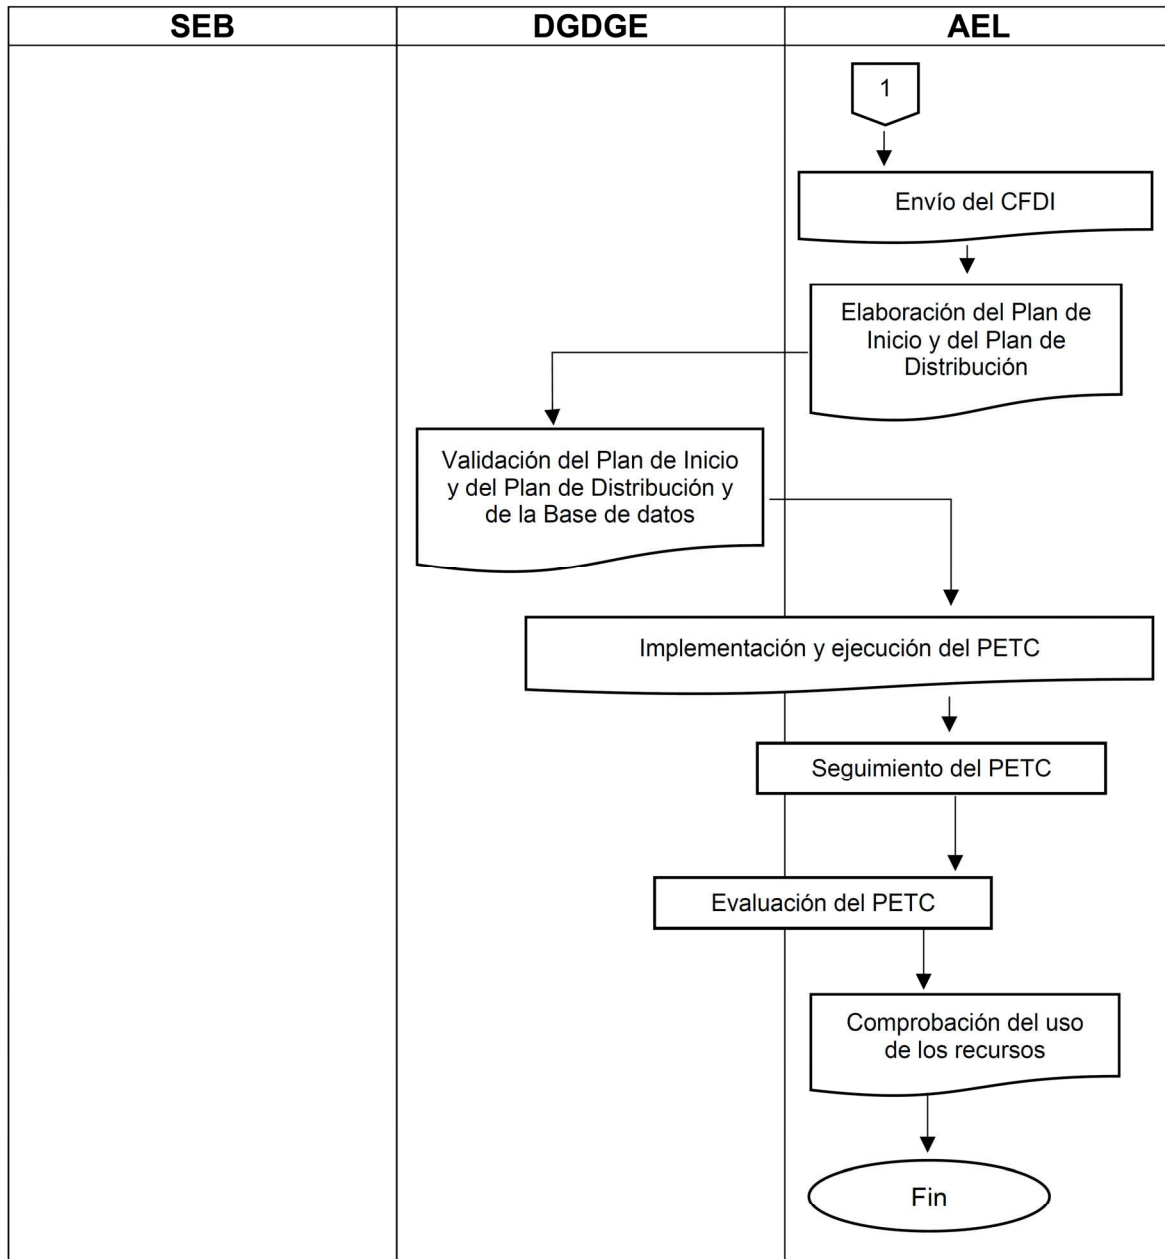 SEB
DGDGE
AEL
1
Envío del CFDI
Elaboración del Plan de
Inicio y del Plan de
Distribución
Validación del Plan de Inicio
y del Plan de Distribución y
de la Base de datos
Implementación y ejecución del PETC
Seguimiento del PETC
Evaluación del PETC
Comprobación del uso
de los recursos
Fin